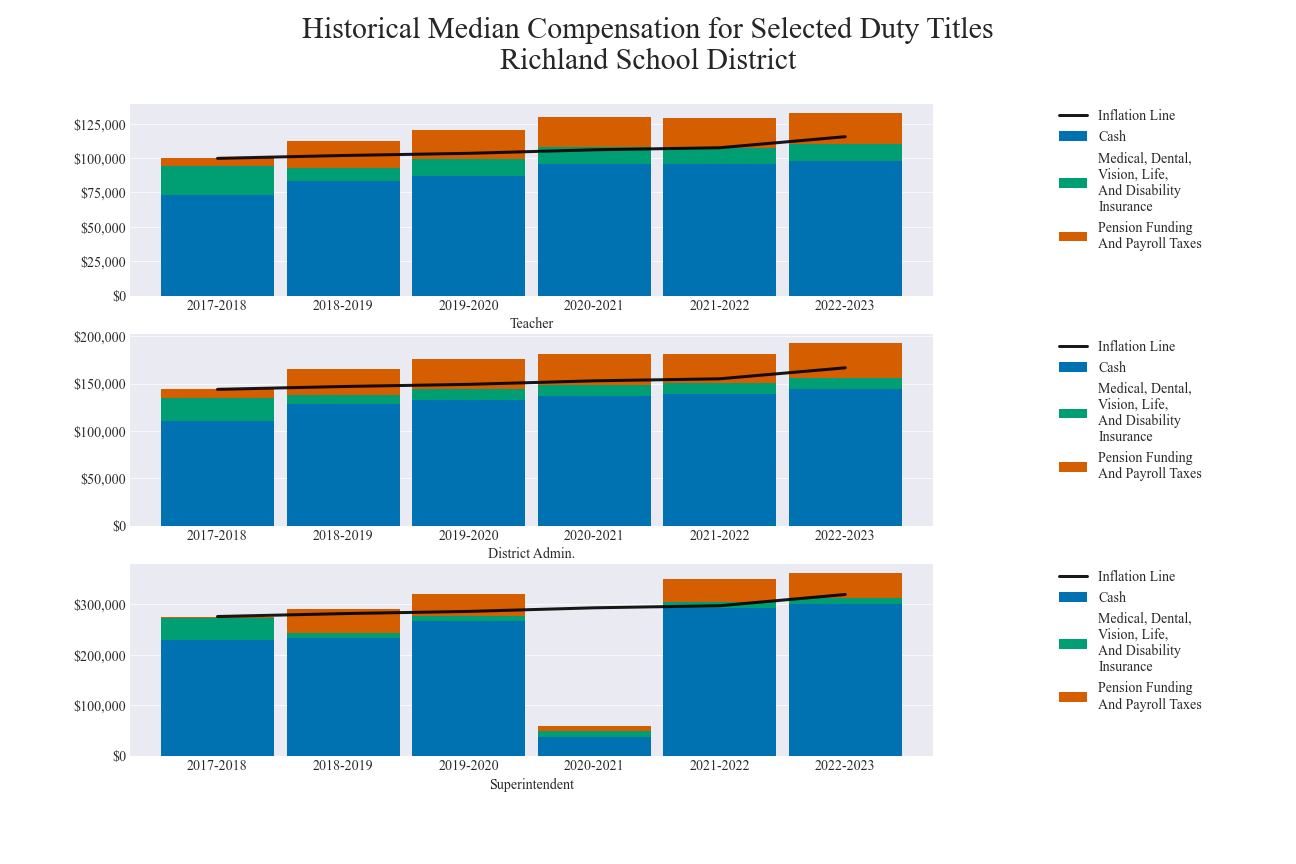 Historical Median Compensation for Selected Duty Titles
Richland School District
$125,000
$100,000
$75,000
$50,000
$25,000
$0
2017-2018 2018-2019 2019-2020 2020-2021 2021-2022 2022-2023
Teacher
Inflation Line
Cash
Medical, Dental,
Vision, Life,
And Disability
Insurance
Pension Funding
And Payroll Taxes
$200,000
$150,000
$100,000
$50,000
$0
2017-2018 2018-2019 2019-2020 2020-2021 2021-2022 2022-2023
District Admin.
Inflation Line
Cash
Medical, Dental,
Vision, Life,
And Disability
Insurance
Pension Funding
And Payroll Taxes
$300,000
$200,000
$100,000
$0
2017-2018 2018-2019 2019-2020 2020-2021 2021-2022 2022-2023
Superintendent
Inflation Line
Cash
Medical, Dental,
Vision, Life,
And Disability
Insurance
Pension Funding
And Payroll Taxes